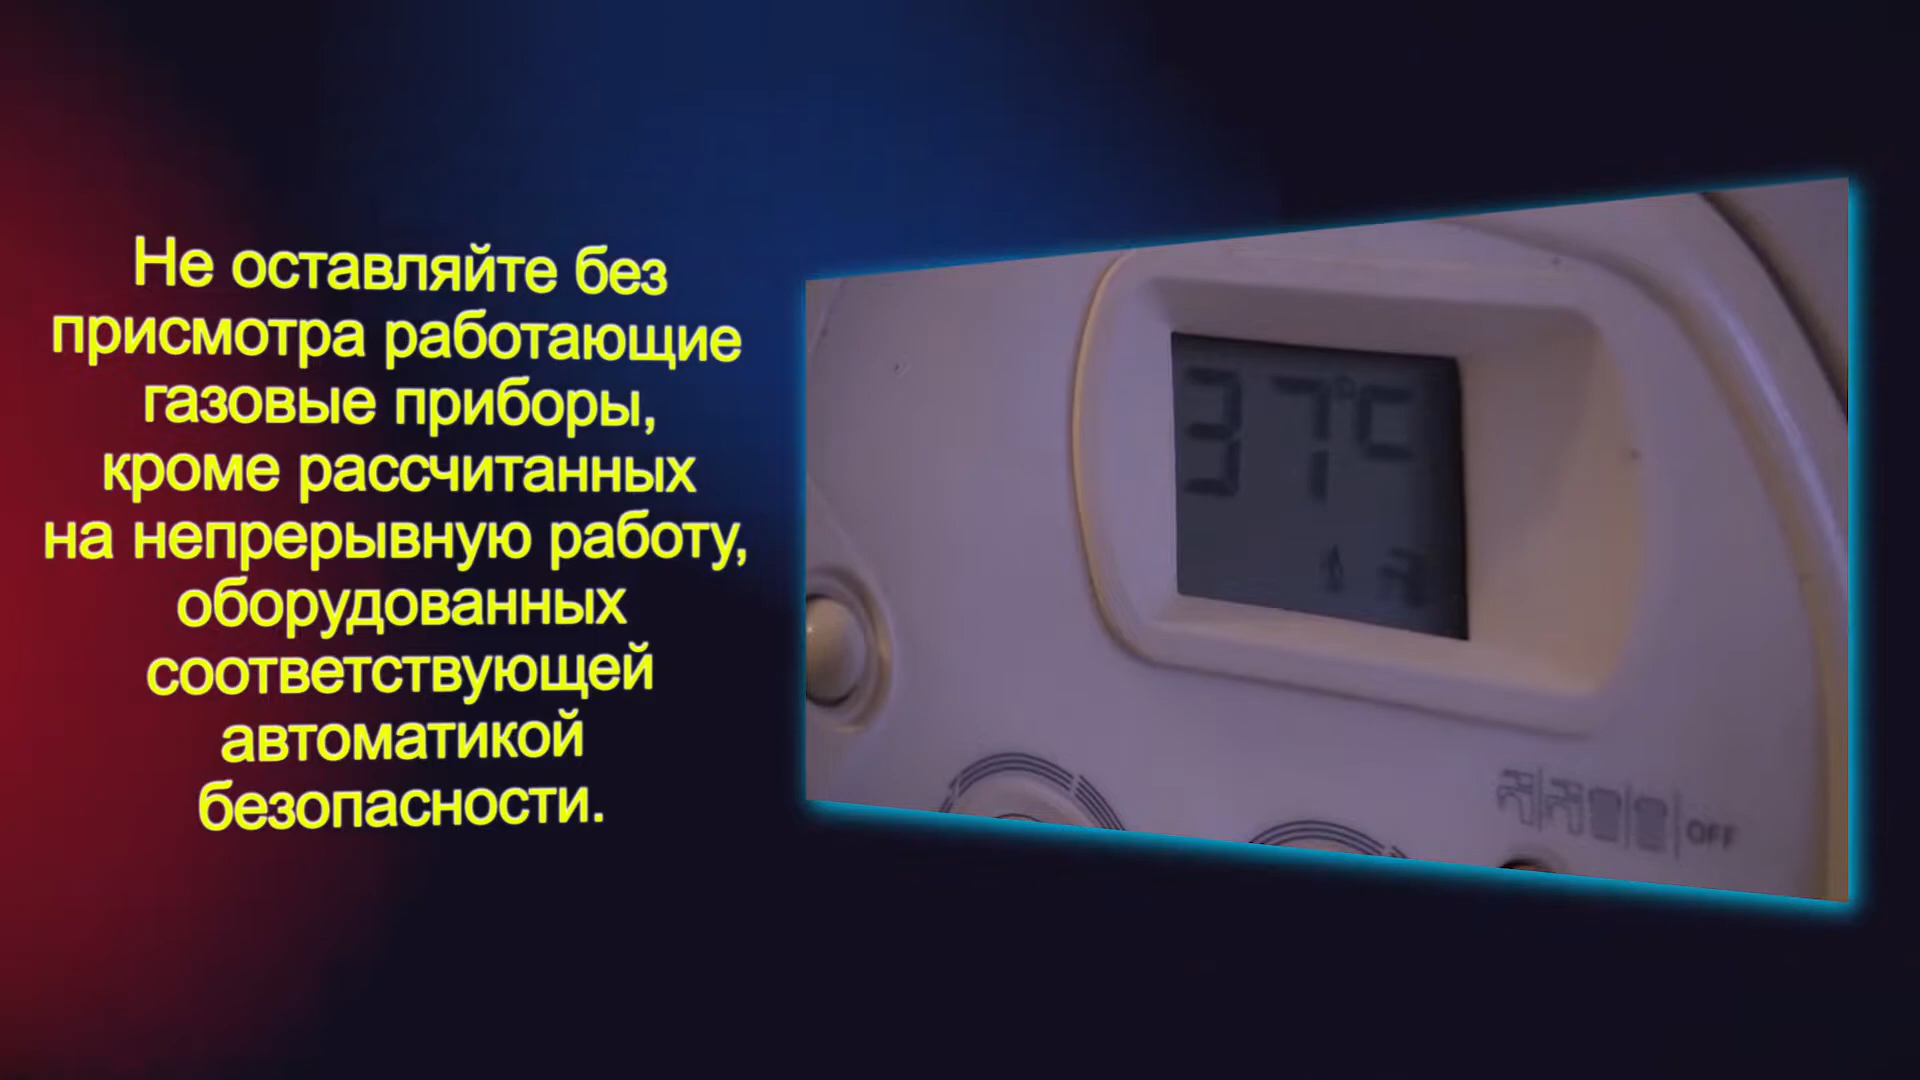 Не оставляйте без
присмотра работающие
газовые приборы,
кроме рассчитанных
на непрерывную работу,
оборудованных
соответствующей
автоматикой
безопасности.
37°C
OFF